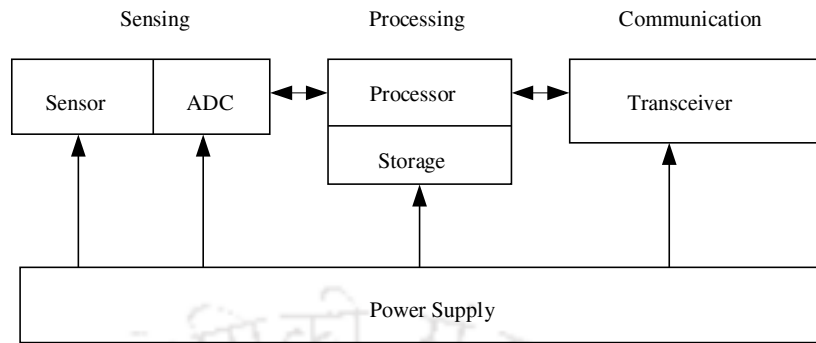 Sensing Processing Communication
Sensor ADC Processor Transceiver
Storage
Power Supply